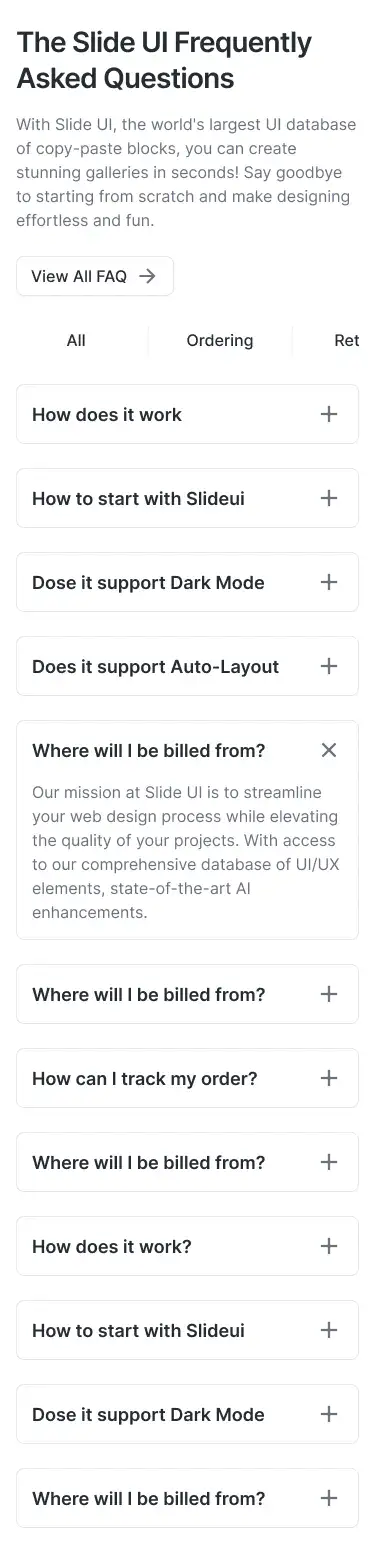 The Slide UI Frequently
Asked Questions
With Slide UI, the world's largest UI database
of copy-paste blocks, you can create
stunning galleries in seconds! Say goodbye
to starting from scratch and make designing
effortless and fun.
View All FAQ
All Ordering Ret
How does it work
How to start with Slideui
Dose it support Dark Mode
Does it support Auto-Layout
Where will I be billed from?
Our mission at Slide UI is to streamline
your web design process while elevating
the quality of your projects. With access
to our comprehensive database of UI/UX
elements, state-of-the-art AI
enhancements.
Where will I be billed from?
How can I track my order?
Where will I be billed from?
How does it work?
How to start with Slideui
Dose it support Dark Mode
Where will I be billed from?